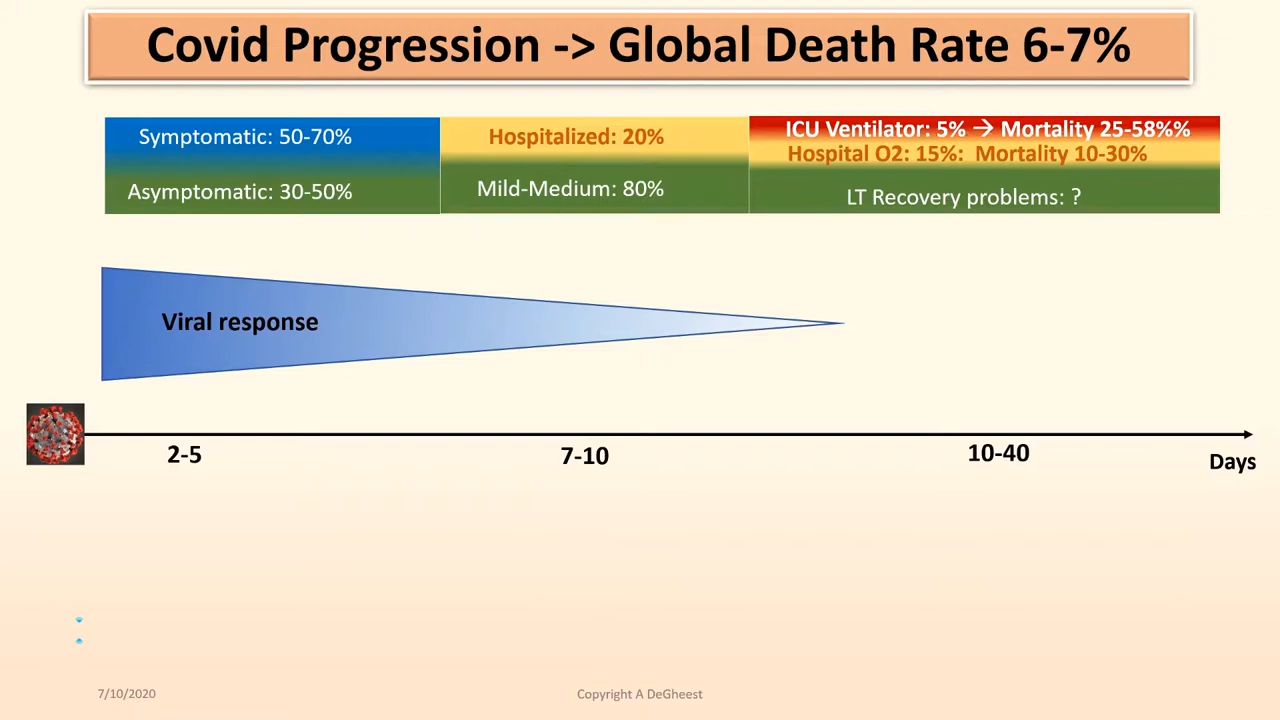 Covid Progression -> Global Death Rate 6-7%
Symptomatic: 50-70%
Asymptomatic: 30-50%
Hospitalized: 20%
Mild-Medium: 80%
ICU Ventilator: 5% → Mortality 25-58%%
Hospital O2: 15%: Mortality 10-30%
LT Recovery problems: ?
Viral response
2-5
7-10
10-40
Days
7/10/2020
Copyright A DeGheest